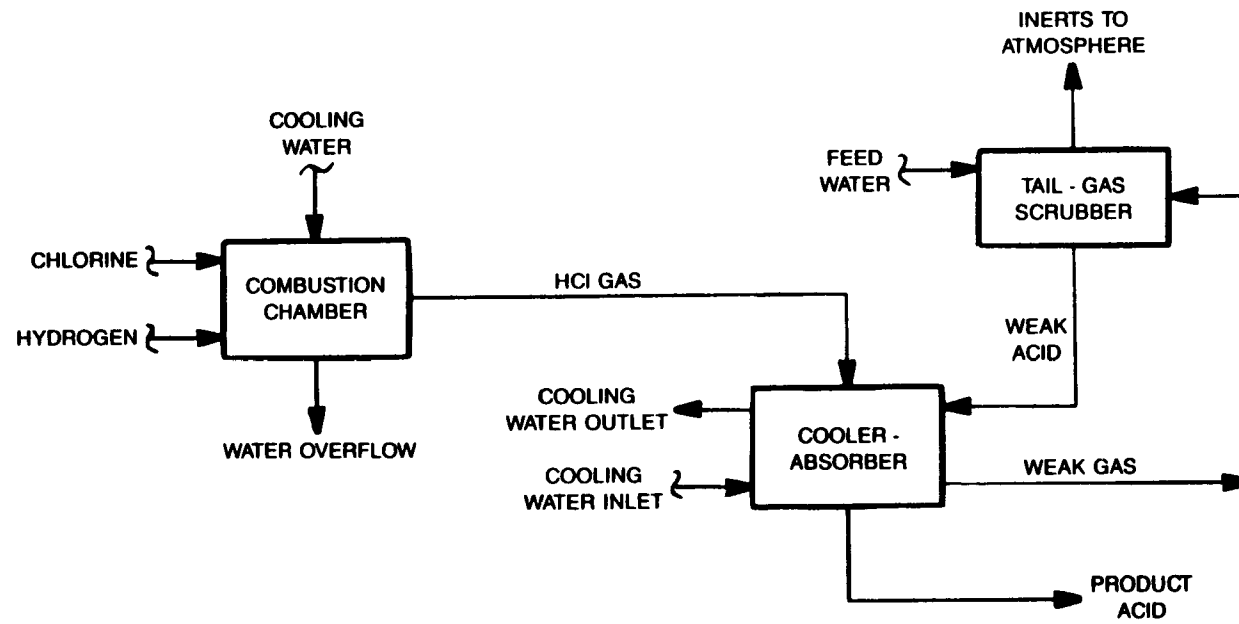 INERTS TO
ATMOSPHERE
COOLING
WATER
FEED
WATER
TAIL - GAS
SCRUBBER
CHLORINE
COMBUSTION
CHAMBER
HCl GAS
HYDROGEN
WEAK
ACID
WATER OVERFLOW
COOLING
WATER OUTLET
COOLER -
ABSORBER
WEAK GAS
COOLING
WATER INLET
PRODUCT
ACID